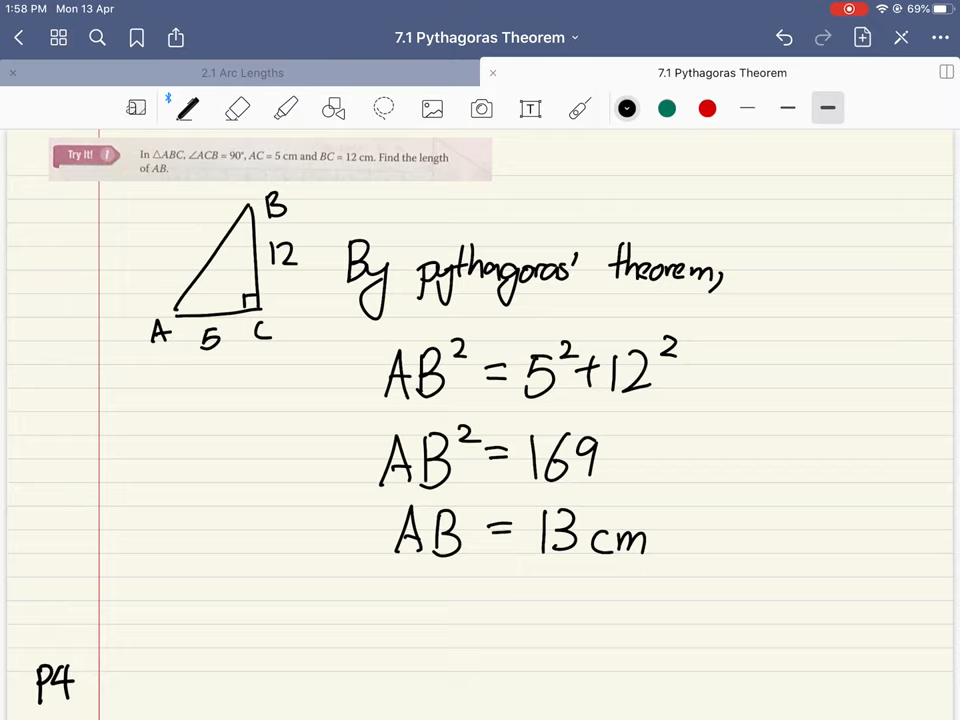 1:58 PM Mon 13 Apr
69%
7.1 Pythagoras Theorem
2.1 Arc Lengths
7.1 Pythagoras Theorem
Try It! 1
In △ABC, ∠ACB = 90°, AC = 5 cm and BC = 12 cm. Find the length
of AB.
B
12
A
5
C
By pythagoras' theorem,
AB² = 5² + 12²
AB² = 169
AB = 13 cm
P4